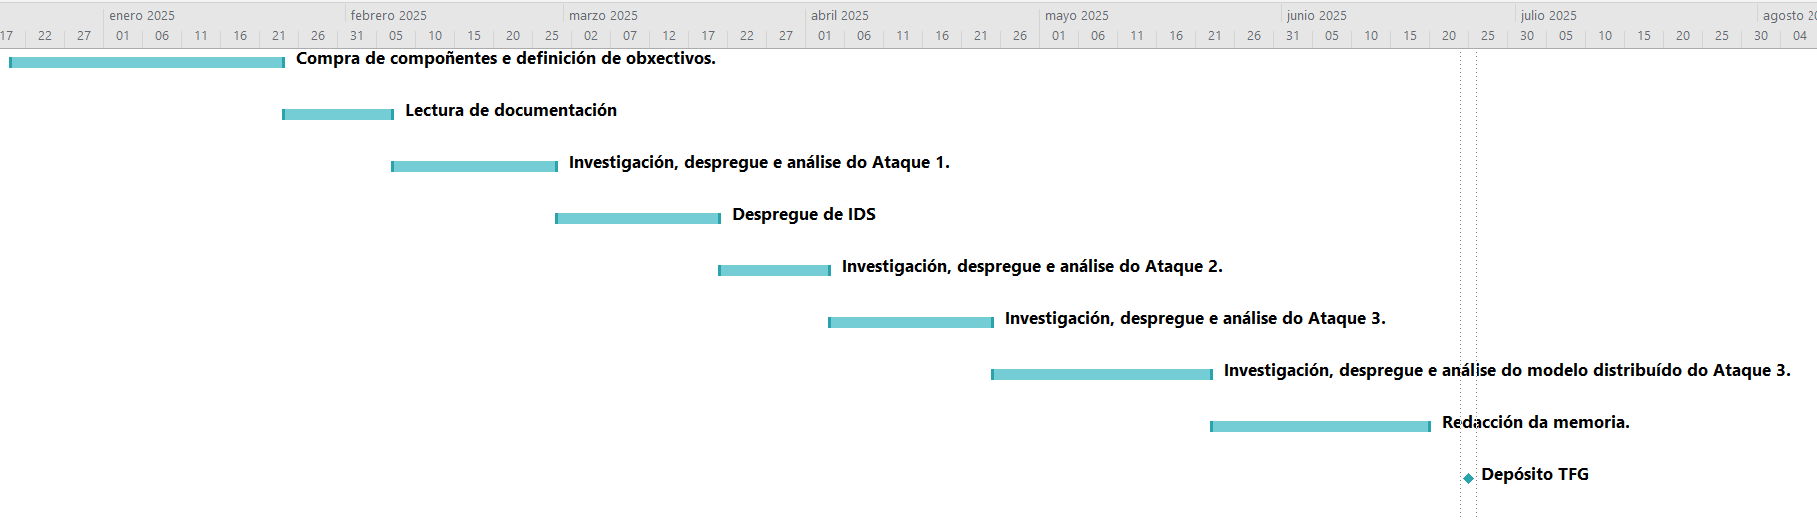 enero 2025 febrero 2025 marzo 2025 abril 2025 mayo 2025 junio 2025 julio 2025 agosto
17 22 27 01 06 11 16 21 26 31 05 10 15 20 25 02 07 12 17 22 27 01 06 11 16 21 26 01 06 11 16 21 26 31 05 10 15 20 25 30 05 10 15 20 25 30 04
Compra de compoñentes e definición de obxectivos.
Lectura de documentación
Investigación, despregue e análise do Ataque 1.
Despregue de IDS
Investigación, despregue e análise do Ataque 2.
Investigación, despregue e análise do Ataque 3.
Investigación, despregue e análise do modelo distribuído do Ataque 3.
Redacción da memoria.
Depósito TFG